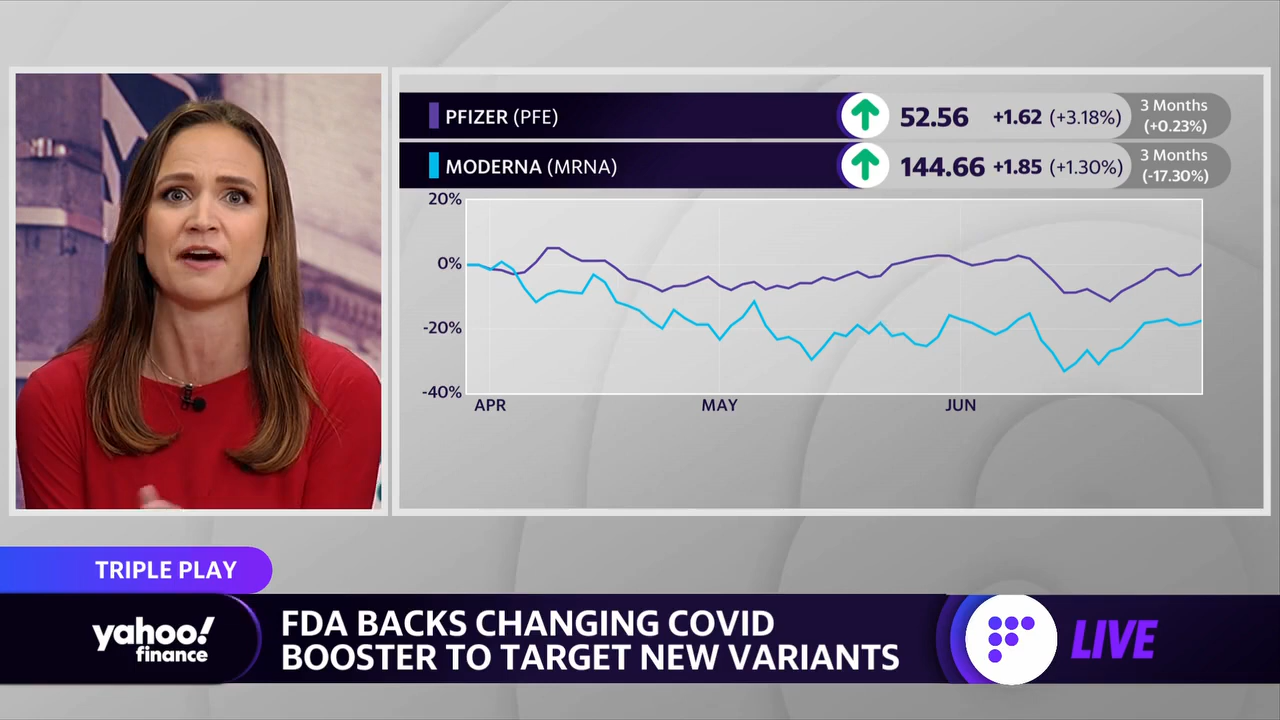 PFIZER (PFE) 52.56 +1.62 (+3.18%) 3 Months (+0.23%)
MODERNA (MRNA) 144.66 +1.85 (+1.30%) 3 Months (-17.30%)
20%
0%
-20%
-40%
APR MAY JUN
TRIPLE PLAY
yahoo!
finance
FDA BACKS CHANGING COVID
BOOSTER TO TARGET NEW VARIANTS
LIVE